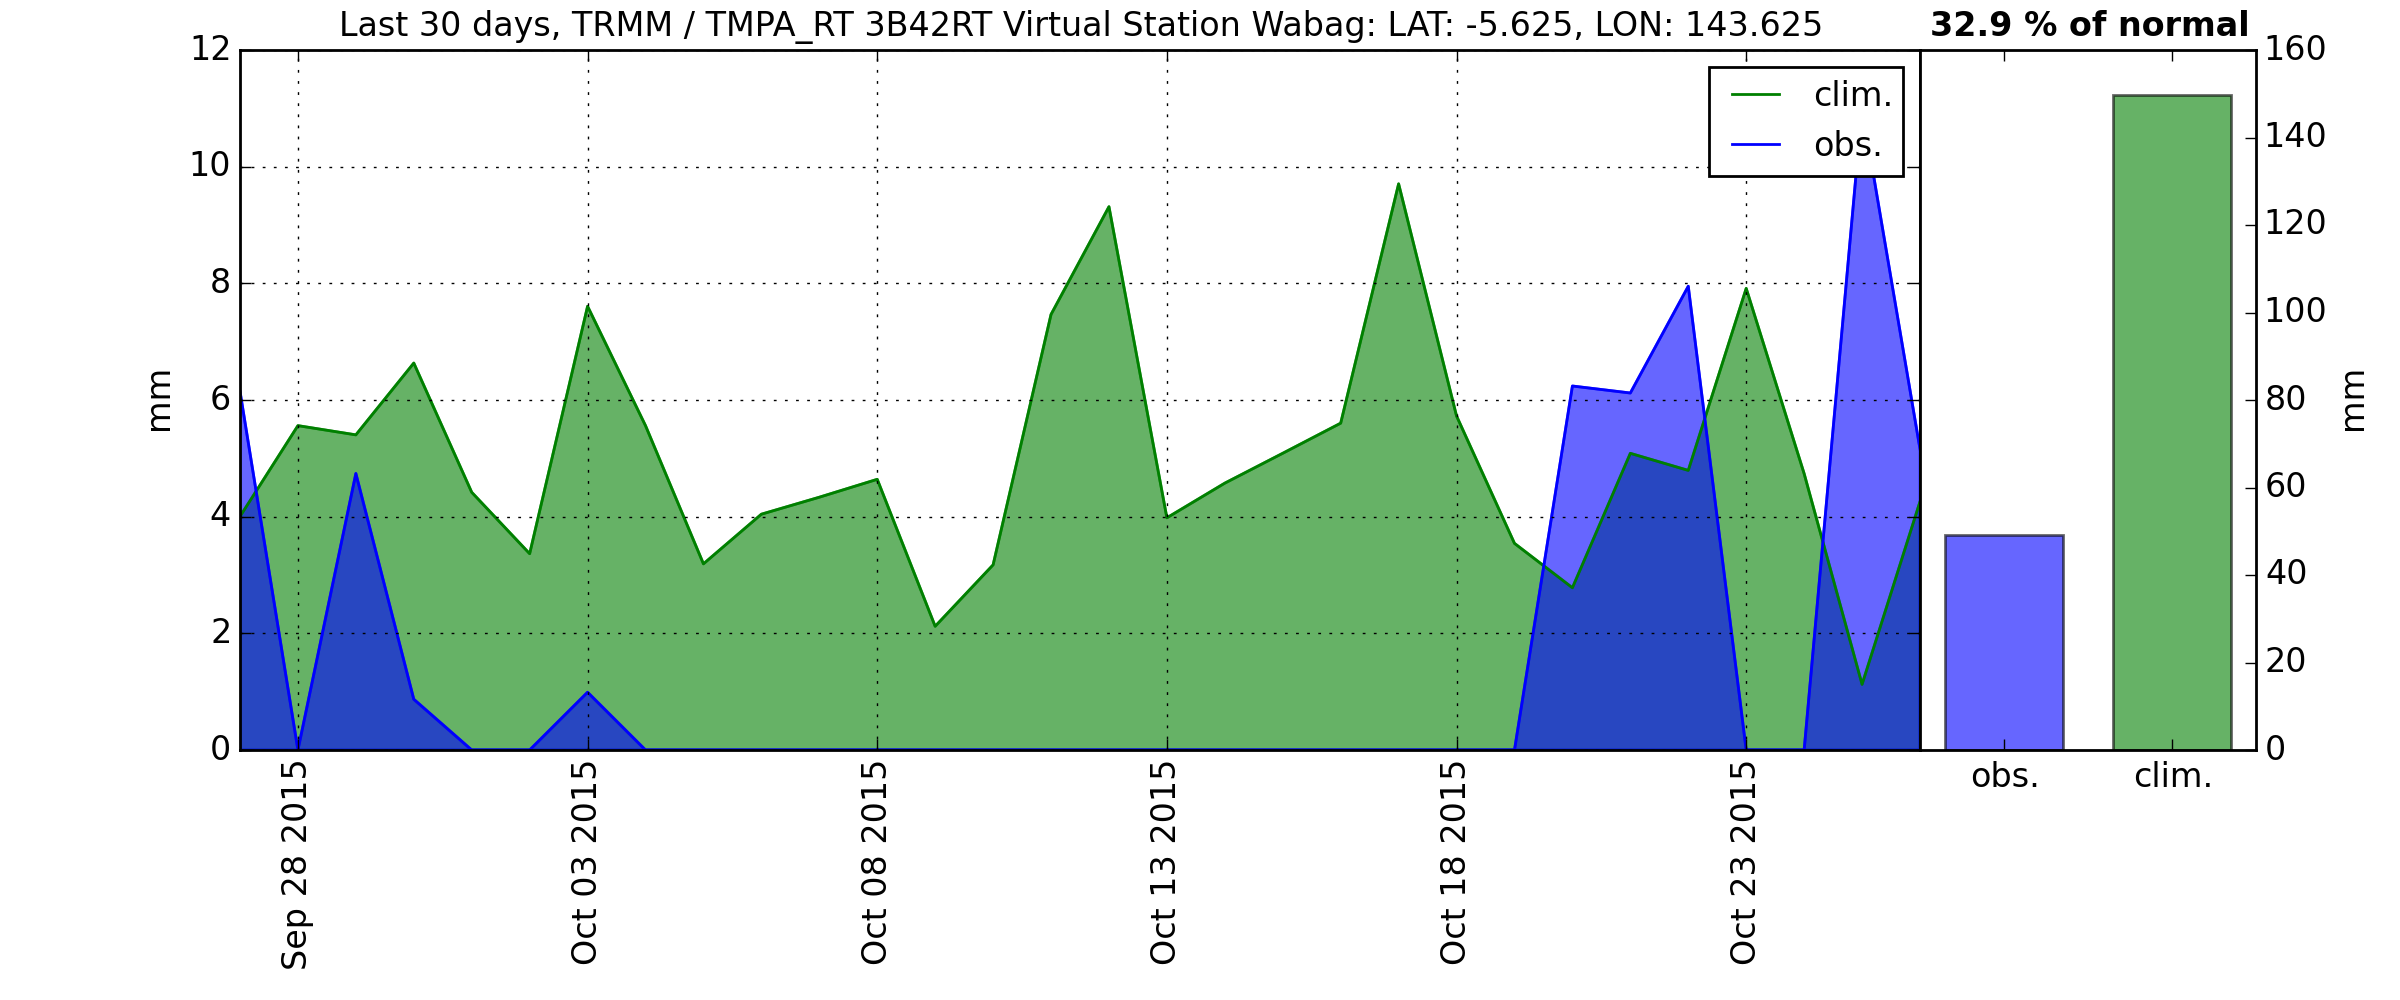 Last 30 days, TRMM / TMPA_RT 3B42RT Virtual Station Wabag: LAT: -5.625, LON: 143.625
32.9 % of normal
12
10
8
6
4
2
0
mm
clim.
obs.
160
140
120
100
80
60
40
20
0
mm
obs.
clim.
Sep 28 2015
Oct 03 2015
Oct 08 2015
Oct 13 2015
Oct 18 2015
Oct 23 2015